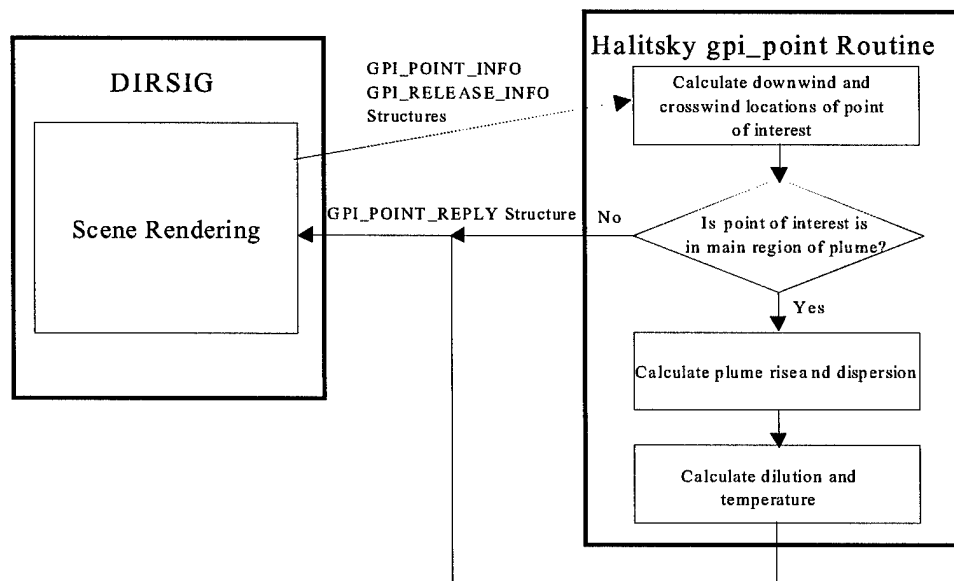 DIRSIG
Scene Rendering
GPI_POINT_INFO
GPI_RELEASE_INFO
Structures
GPI_POINT_REPLY Structure
No
Halitsky gpi_point Routine
Calculate downwind and
crosswind locations of point
of interest
Is point of interest is
in main region of plume?
Yes
Calculate plume rise and dispersion
Calculate dilution and
temperature